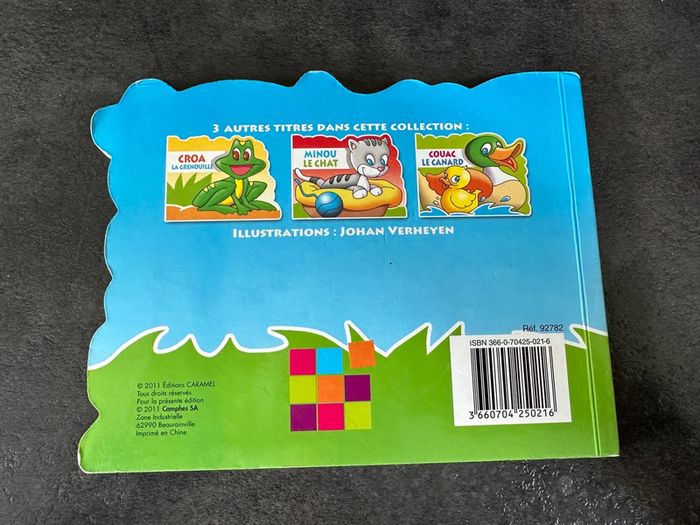 3 AUTRES TITRES DANS CETTE COLLECTION :
CROA
LA GRENOUILLE
MINOU
LE CHAT
COUAC
LE CANARD
ILLUSTRATIONS : JOHAN VERHEYEN
Réf. 92782
ISBN 366-0-70425-021-6
3 660704 250216
© 2011 Éditions CARAMEL
Tous droits réservés
Pour la présente édition
© 2011 Camphes SA
Zone Industrielle
62990 Beaurainville
Imprimé en Chine